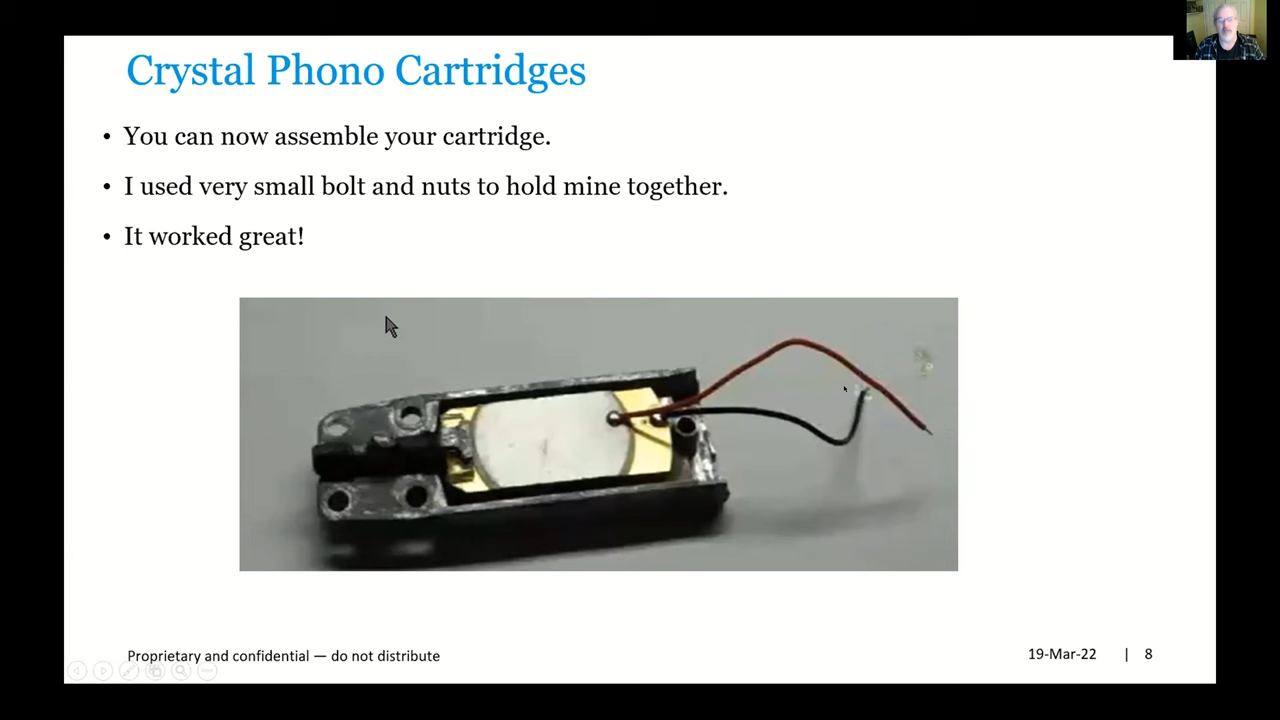 Crystal Phono Cartridges
• You can now assemble your cartridge.
• I used very small bolt and nuts to hold mine together.
• It worked great!
Proprietary and confidential — do not distribute
19-Mar-22 | 8